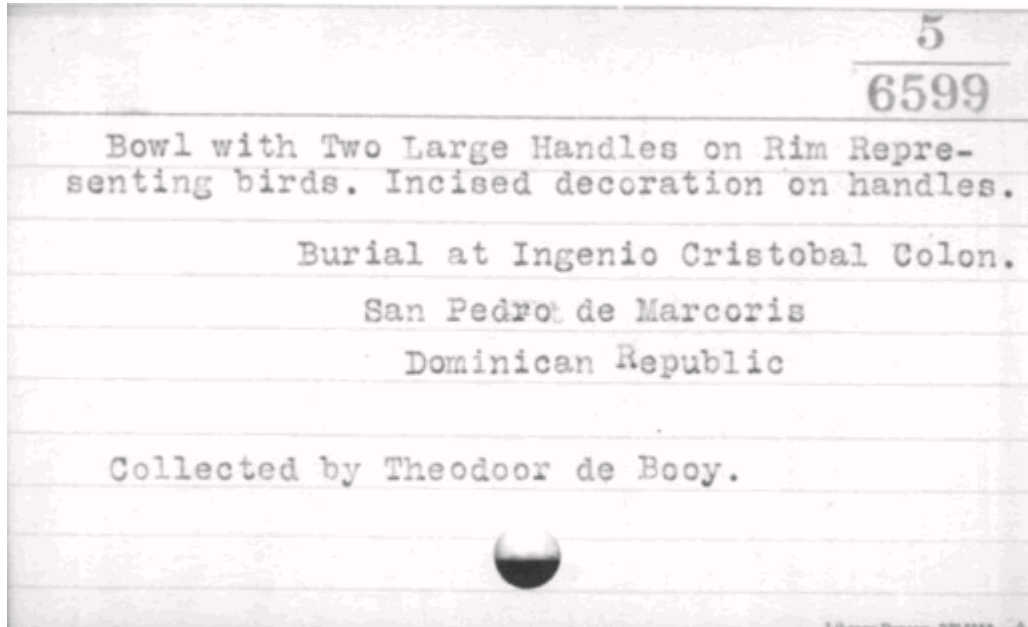 5
6599
Bowl with Two Large Handles on Rim Repre-
senting birds. Incised decoration on handles.
Burial at Ingenio Cristobal Colon.
San Pedro de Marcoris
Dominican Republic
Collected by Theodoor de Booy.